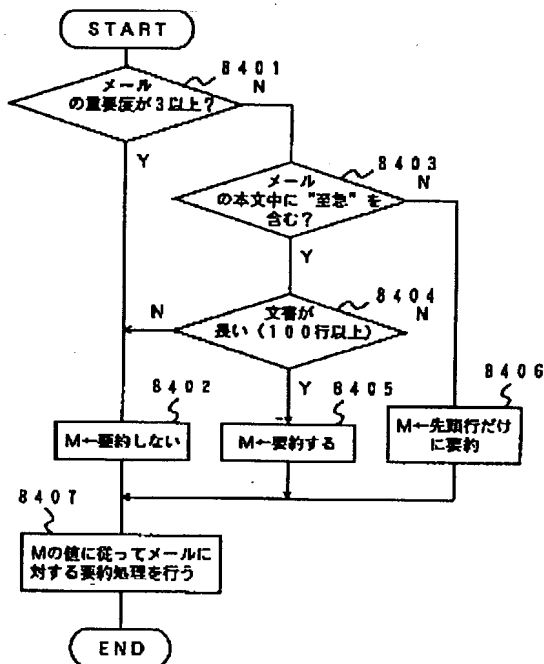 START
8401
メール
の重要度が3以上?
N
Y
8403
メール
の本文中に"至急"を
含む?
N
Y
8404
文書が
長い(100行以上)
N
N
Y
8402
M←要約しない
8405
M←要約する
8406
M←先頭行だけ
に要約
8407
Mの値に従ってメールに
対する要約処理を行う
END